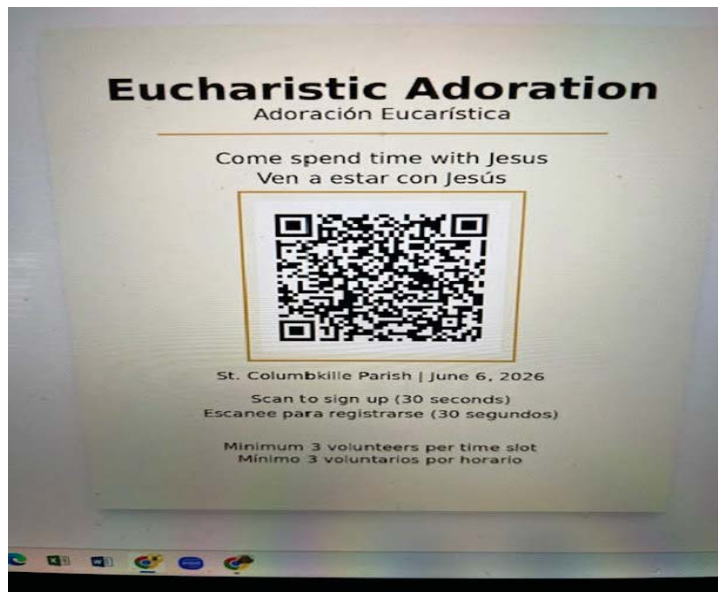 Eucharistic Adoration
Adoración Eucarística
Come spend time with Jesus
Ven a estar con Jesús
St. Columbkille Parish | June 6, 2026
Scan to sign up (30 seconds)
Escanee para registrarse (30 segundos)
Minimum 3 volunteers per time slot
Mínimo 3 voluntarios por horario